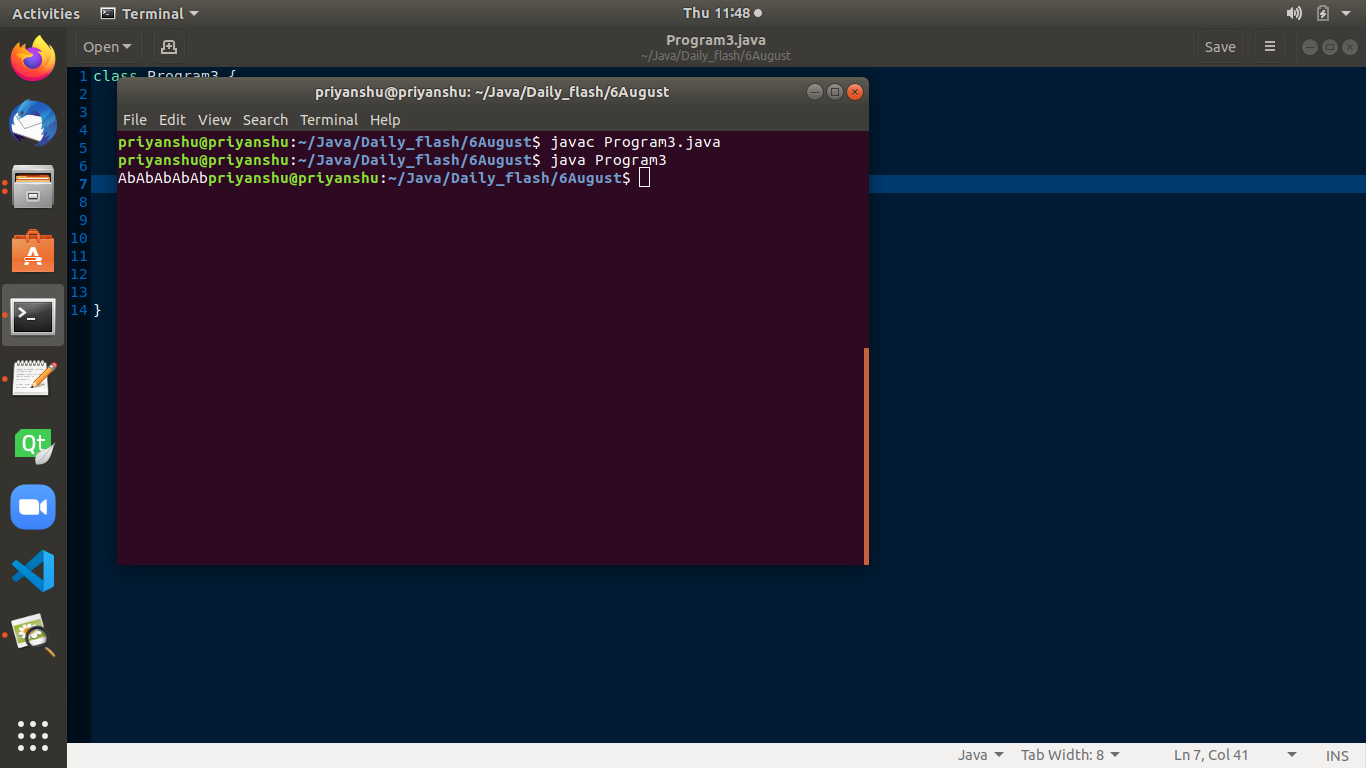 Activities Terminal Thu 11:48
Open Program3.java Save
~/Java/Daily_flash/6August
1 class Program3 {
2
3
4
5
6
7
8
9
10
11
12
13
14 }
priyanshu@priyanshu: ~/Java/Daily_flash/6August
File Edit View Search Terminal Help
priyanshu@priyanshu:~/Java/Daily_flash/6August$ javac Program3.java
priyanshu@priyanshu:~/Java/Daily_flash/6August$ java Program3
AbAbAbAbAbpriyanshu@priyanshu:~/Java/Daily_flash/6August$
Qt
Java Tab Width: 8 Ln 7, Col 41 INS